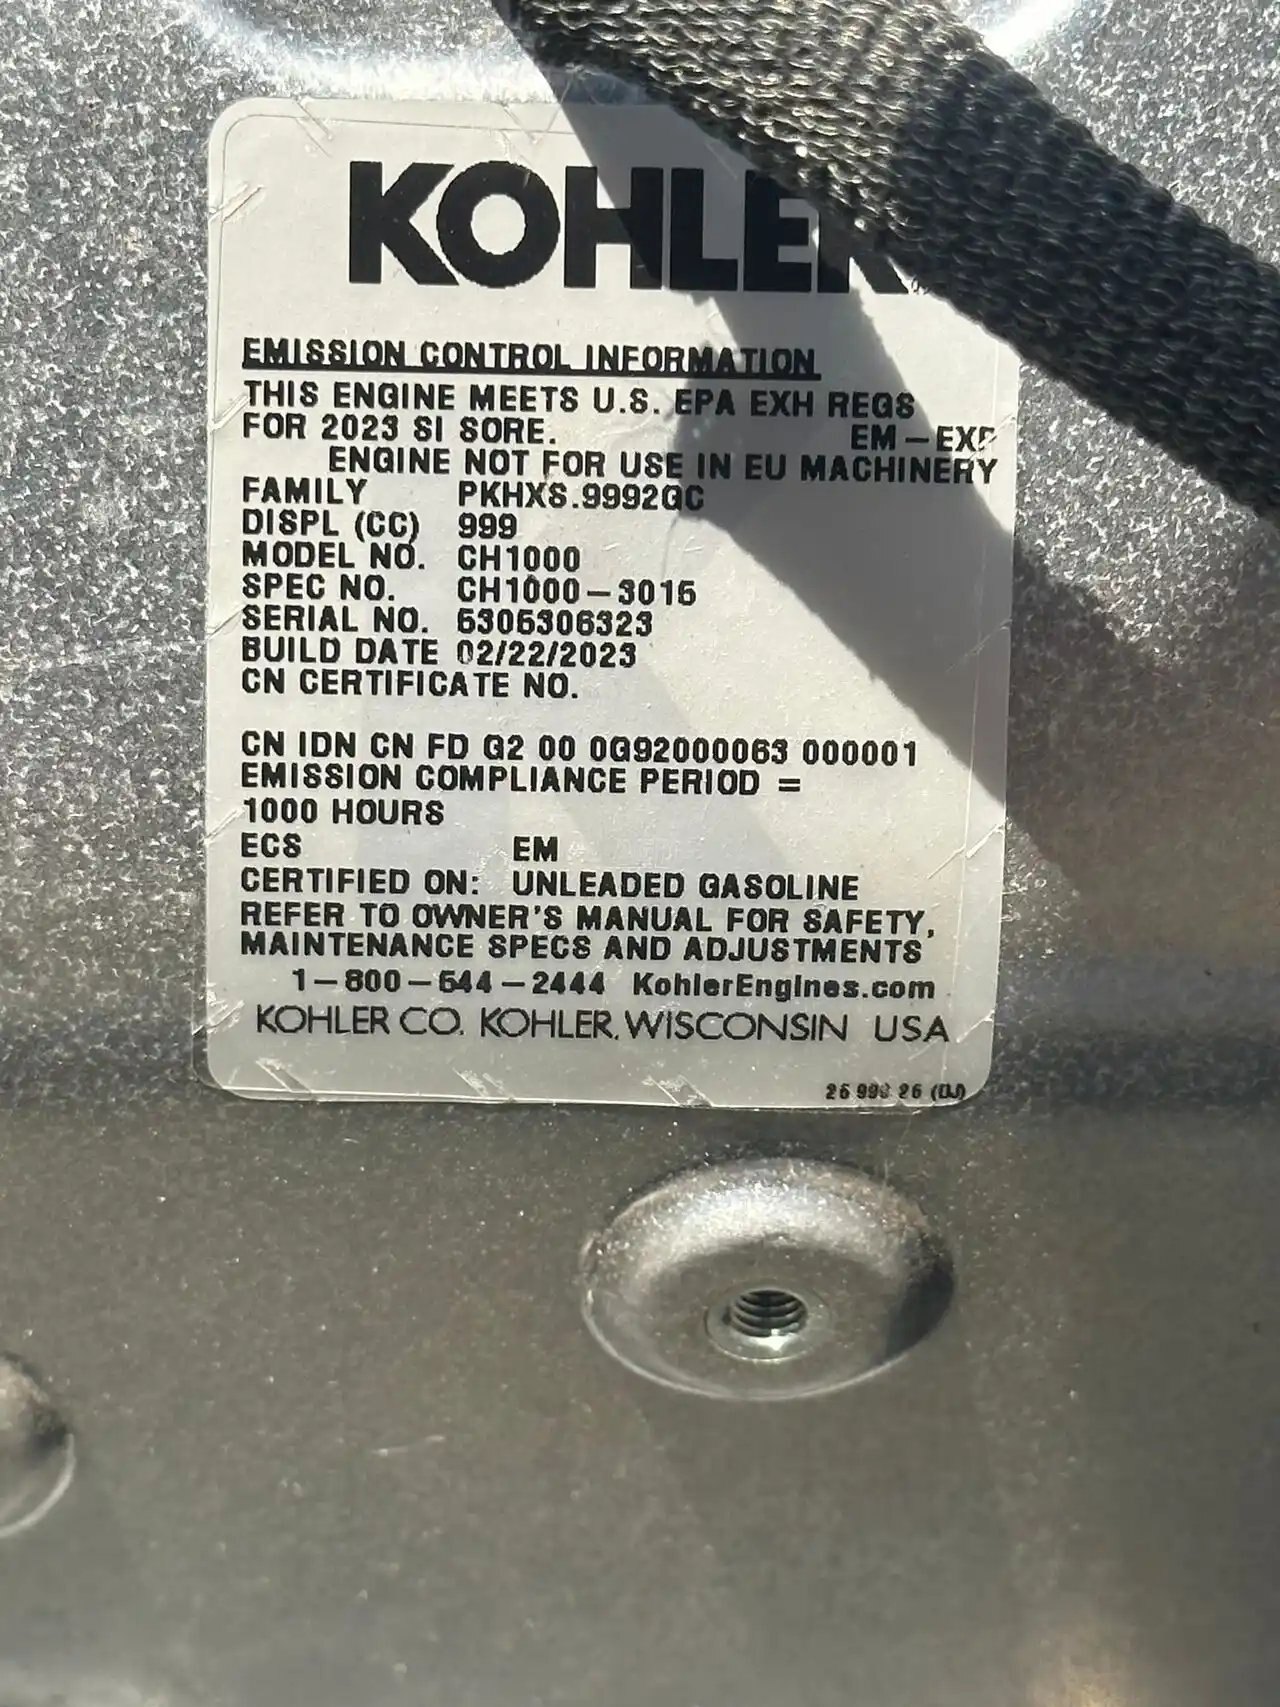 KOHLER
EMISSION CONTROL INFORMATION
THIS ENGINE MEETS U.S. EPA EXH REGS
FOR 2023 SI SORE. EM-EXP
ENGINE NOT FOR USE IN EU MACHINERY
FAMILY PKHXS.9992GC
DISPL (CC) 999
MODEL NO. CH1000
SPEC NO. CH1000-3015
SERIAL NO. 5305306323
BUILD DATE 02/22/2023
CN CERTIFICATE NO.
CN IDN CN FD G2 00 0G92000063 000001
EMISSION COMPLIANCE PERIOD =
1000 HOURS
ECS EM
CERTIFIED ON: UNLEADED GASOLINE
REFER TO OWNER'S MANUAL FOR SAFETY,
MAINTENANCE SPECS AND ADJUSTMENTS
1-800-544-2444 KohlerEngines.com
KOHLER CO. KOHLER, WISCONSIN USA
26 (DJ)